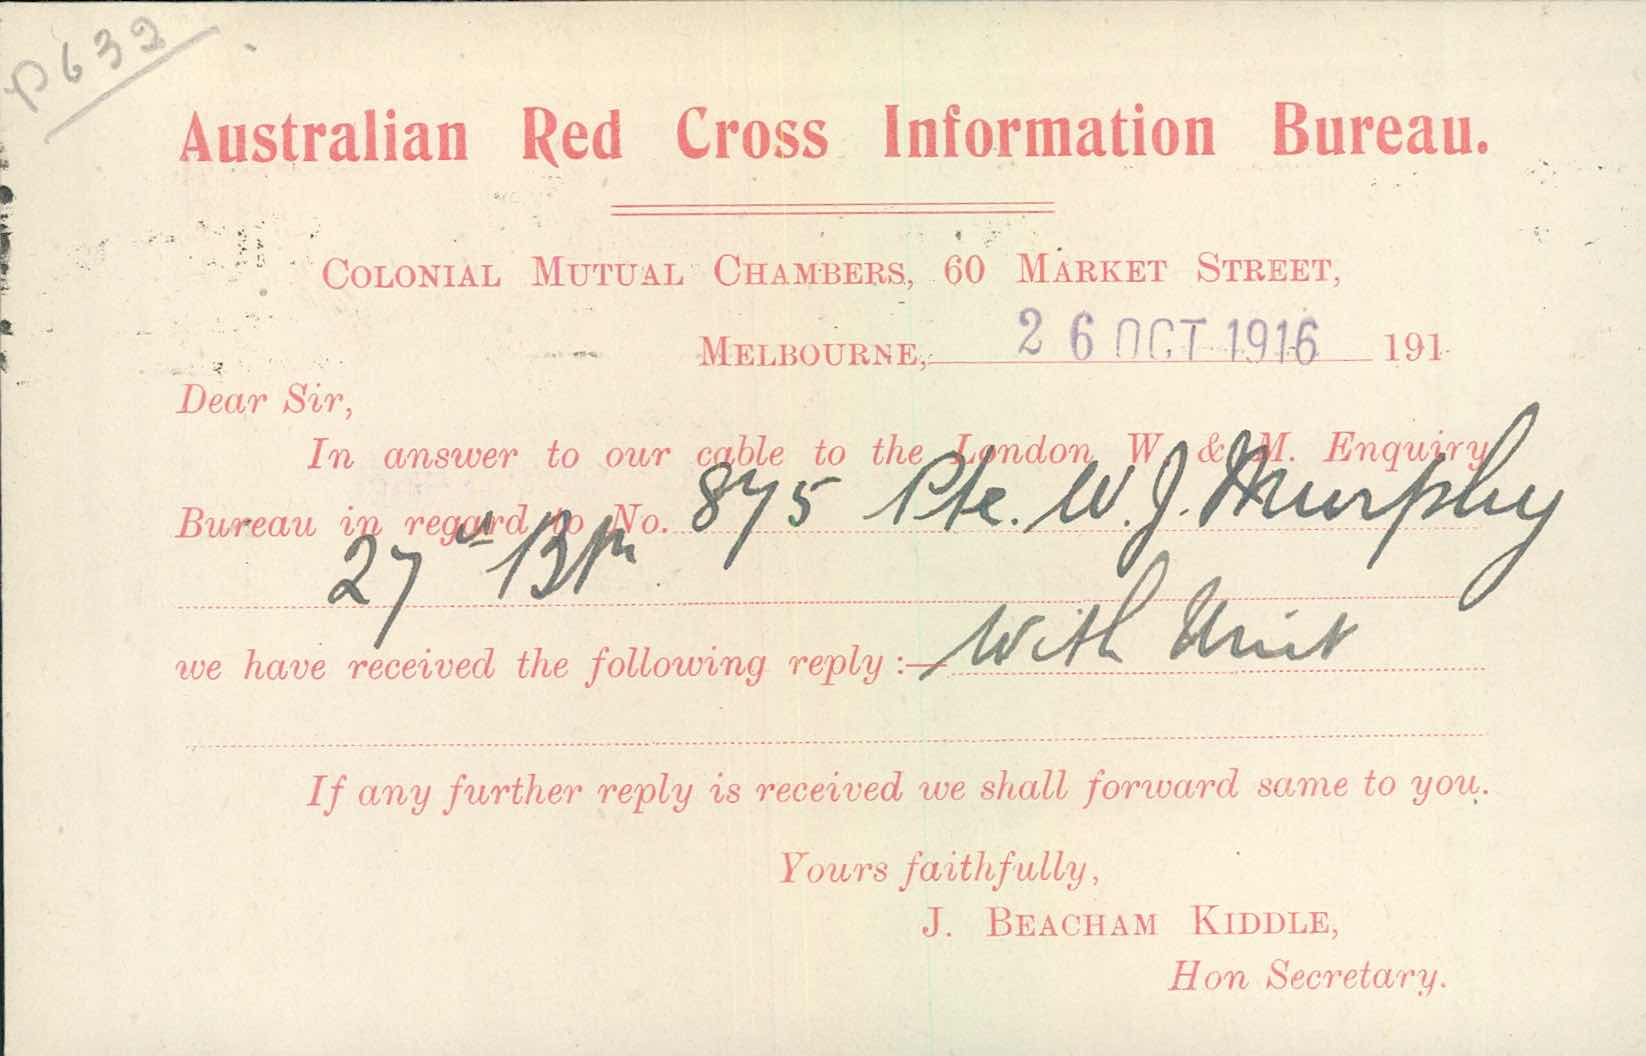 P632
Australian Red Cross Information Bureau.
COLONIAL MUTUAL CHAMBERS, 60 MARKET STREET,
MELBOURNE, 26 OCT 1916 191
Dear Sir,
In answer to our cable to the London W. & M. Enquiry
Bureau in regard to No. 875 Pte. W. J. Murphy
27th Bn
we have received the following reply :— With Unit
If any further reply is received we shall forward same to you.
Yours faithfully,
J. BEACHAM KIDDLE,
Hon Secretary.